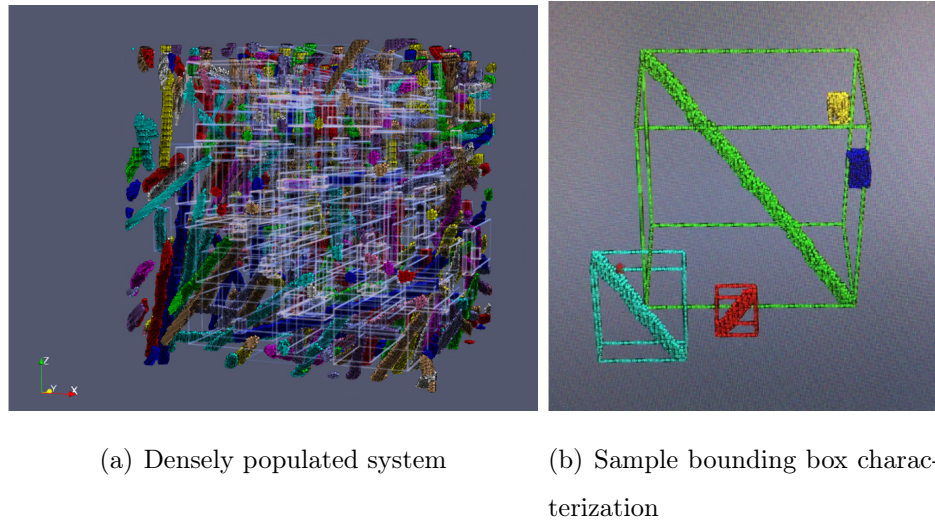 Z
Y
X
(a) Densely populated system
(b) Sample bounding box charac-
terization